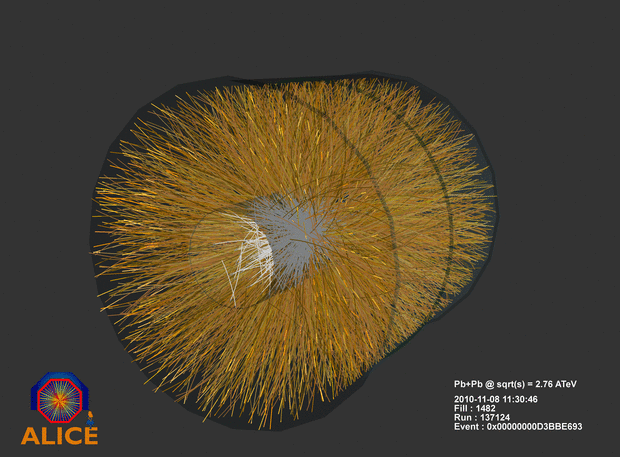 Pb+Pb @ sqrt(s) = 2.76 ATeV
2010-11-08 11:30:46
Fill : 1482
Run : 137124
Event : 0x00000000D3BBE693
ALICE